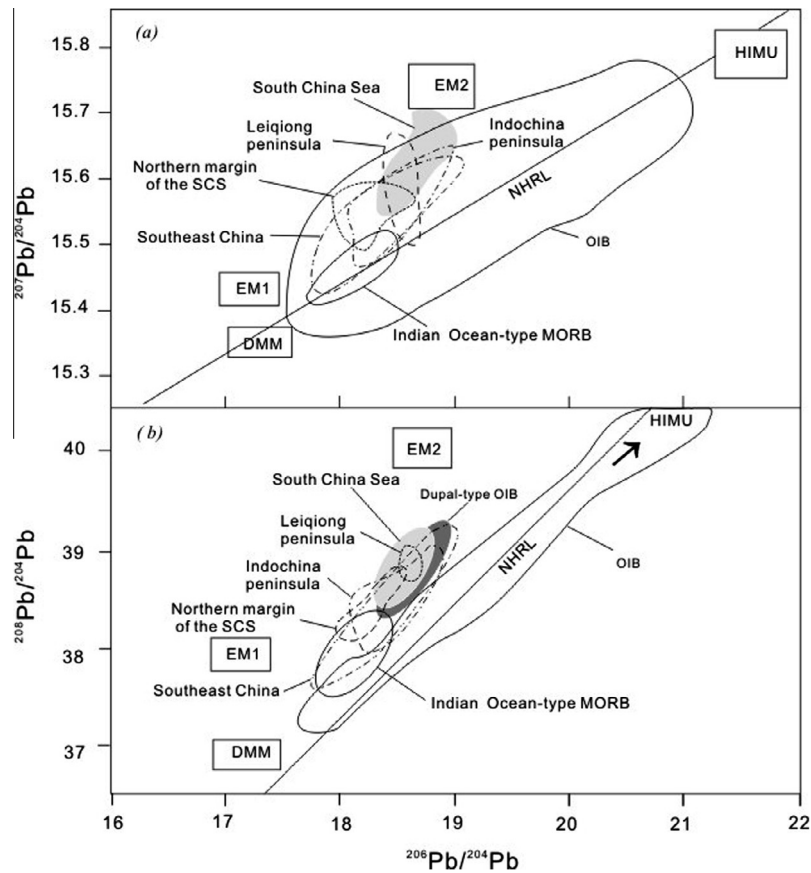 (a)
15.8
15.7
15.6
15.5
15.4
15.3
207Pb/204Pb
HIMU
EM2
South China Sea
Leiqiong
peninsula
Indochina
peninsula
Northern margin
of the SCS
NHRL
Southeast China
OIB
EM1
Indian Ocean-type MORB
DMM
(b)
40
39
38
37
208Pb/204Pb
HIMU
EM2
South China Sea
Dupal-type OIB
Leiqiong
peninsula
NHRL
OIB
Indochina
peninsula
Northern margin
of the SCS
EM1
Southeast China
Indian Ocean-type MORB
DMM
16 17 18 19 20 21 22
206Pb/204Pb